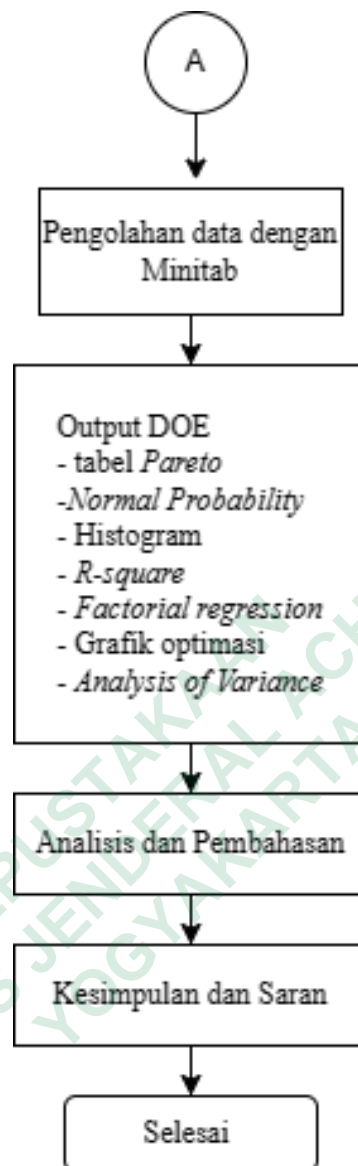 A
Pengolahan data dengan
Minitab
Output DOE
- tabel Pareto
-Normal Probability
- Histogram
- R-square
- Factorial regression
- Grafik optimasi
- Analysis of Variance
Analisis dan Pembahasan
Kesimpulan dan Saran
Selesai